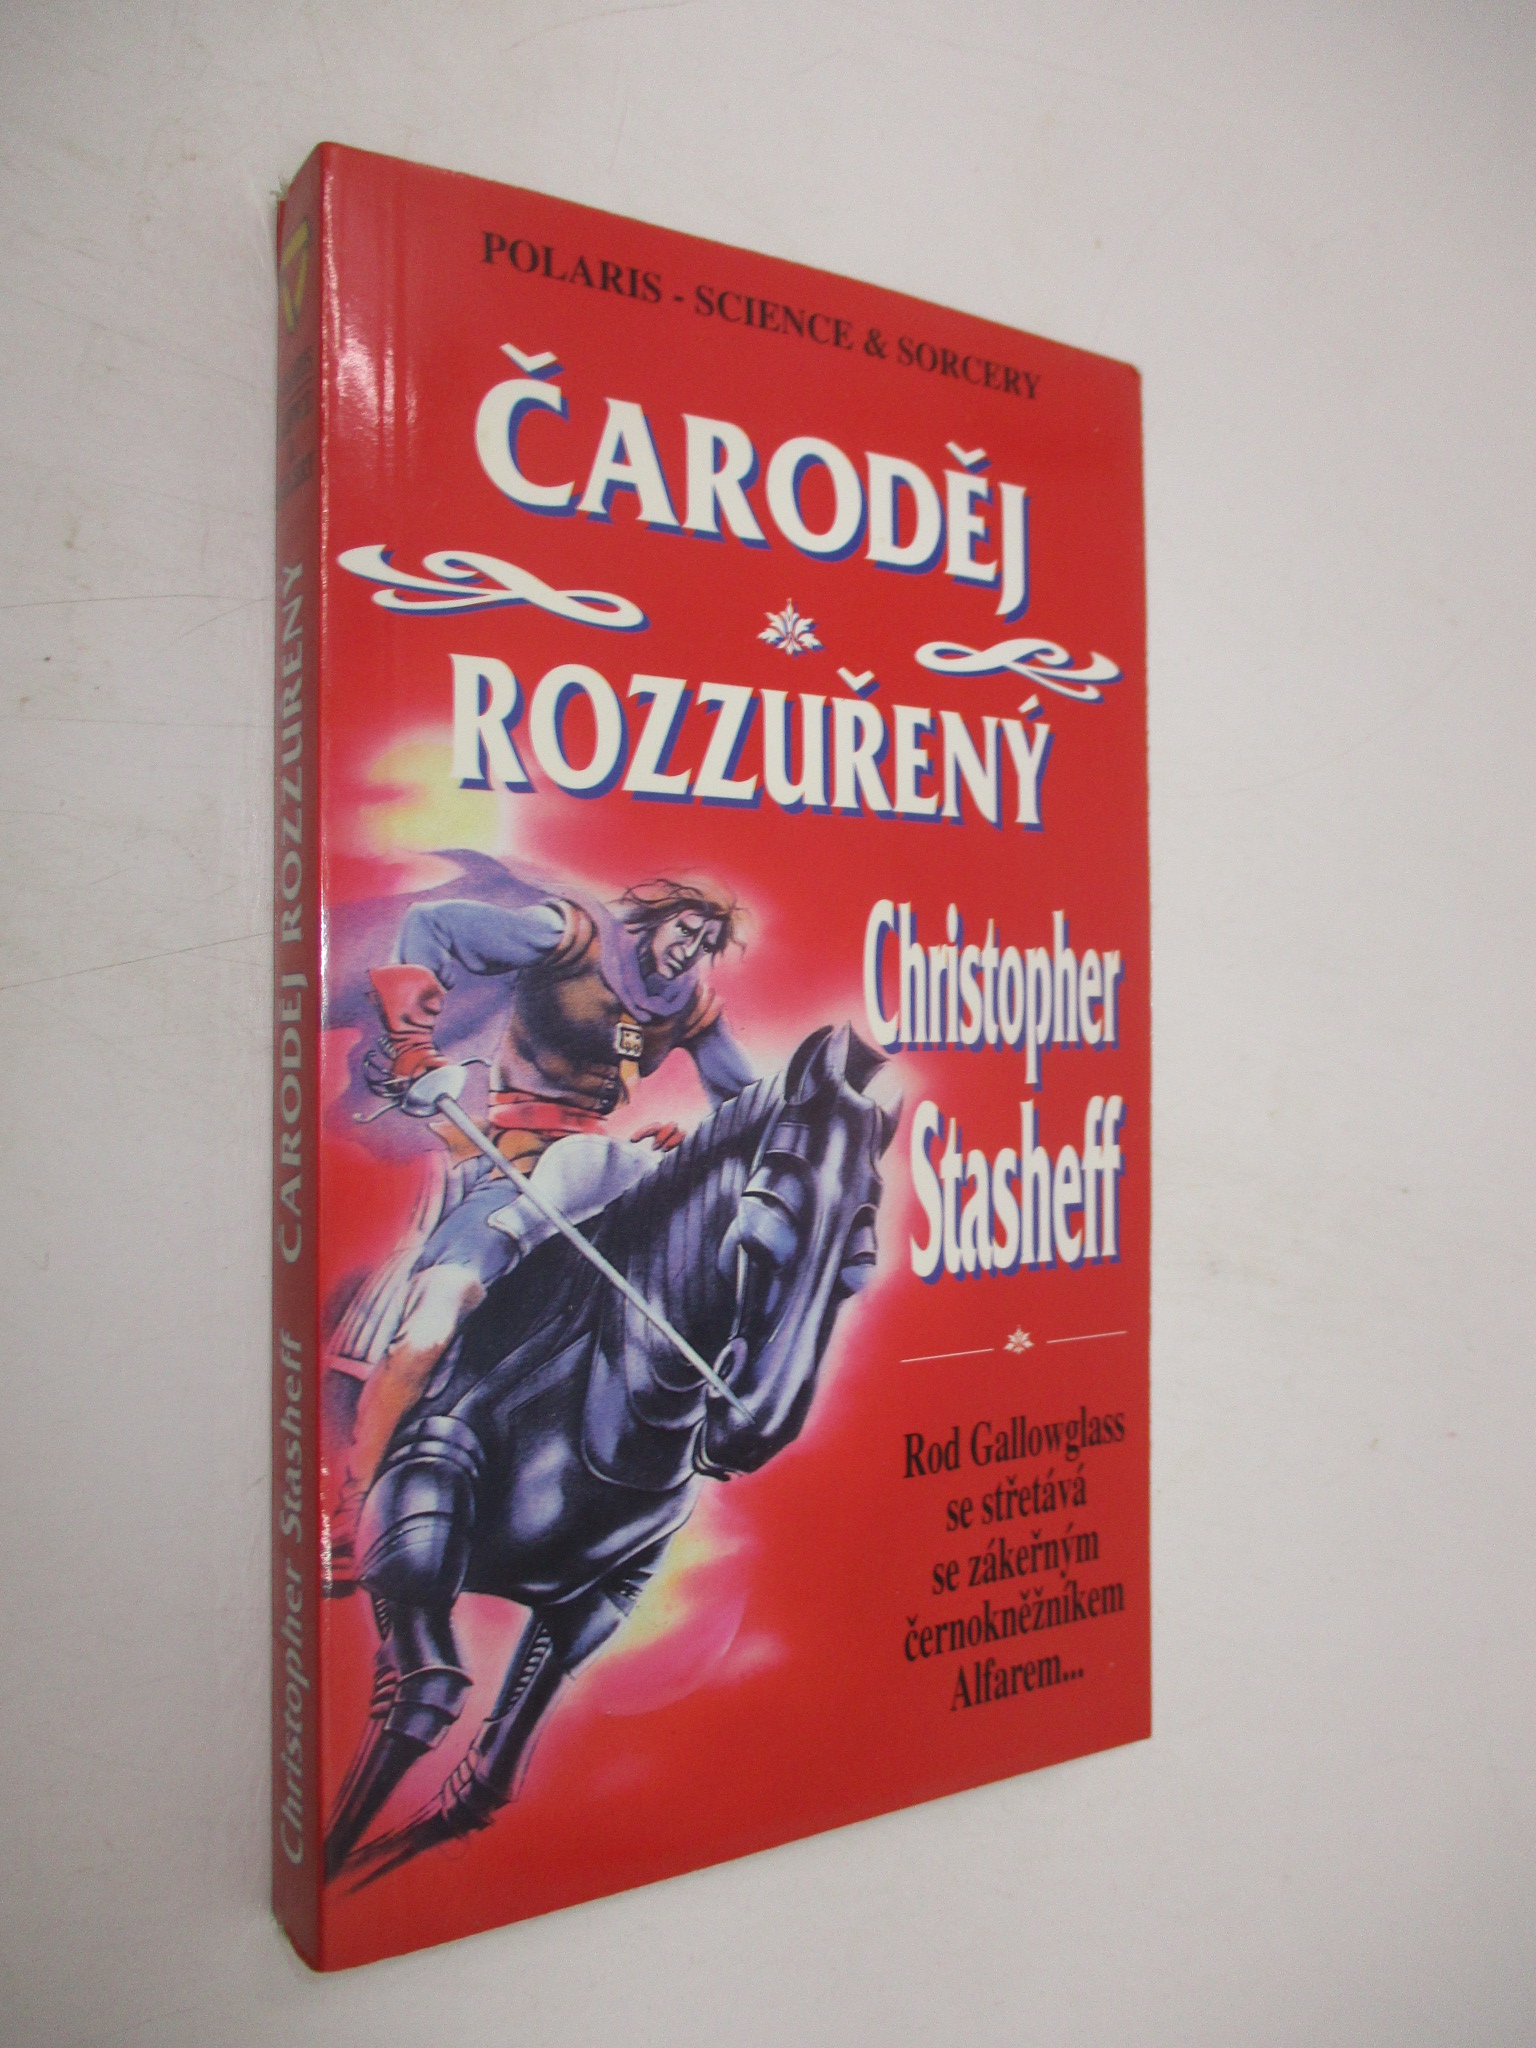 POLARIS - SCIENCE & SORCERY
ČARODĚJ
ROZZUŘENÝ
Christopher
Stasheff
Rod Gallowglass
se střetává
se zákeřným
černokněžníkem
Alfarem...
Christopher Stasheff ČARODĚJ ROZZUŘENÝ